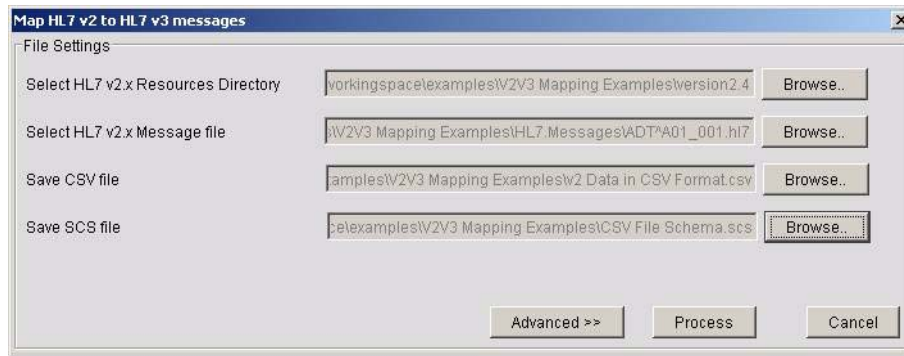 Map HL7 v2 to HL7 v3 messages
File Settings
Select HL7 v2.x Resources Directory vorkingspace\examples\V2V3 Mapping Examples\version2.4 Browse..
Select HL7 v2.x Message file s\V2V3 Mapping Examples\HL7.Messages\ADT^A01_001.hl7 Browse..
Save CSV file amples\V2V3 Mapping Examples\v2 Data in CSV Format.csv Browse..
Save SCS file ce\examples\V2V3 Mapping Examples\CSV File Schema.scs Browse..
Advanced >> Process Cancel